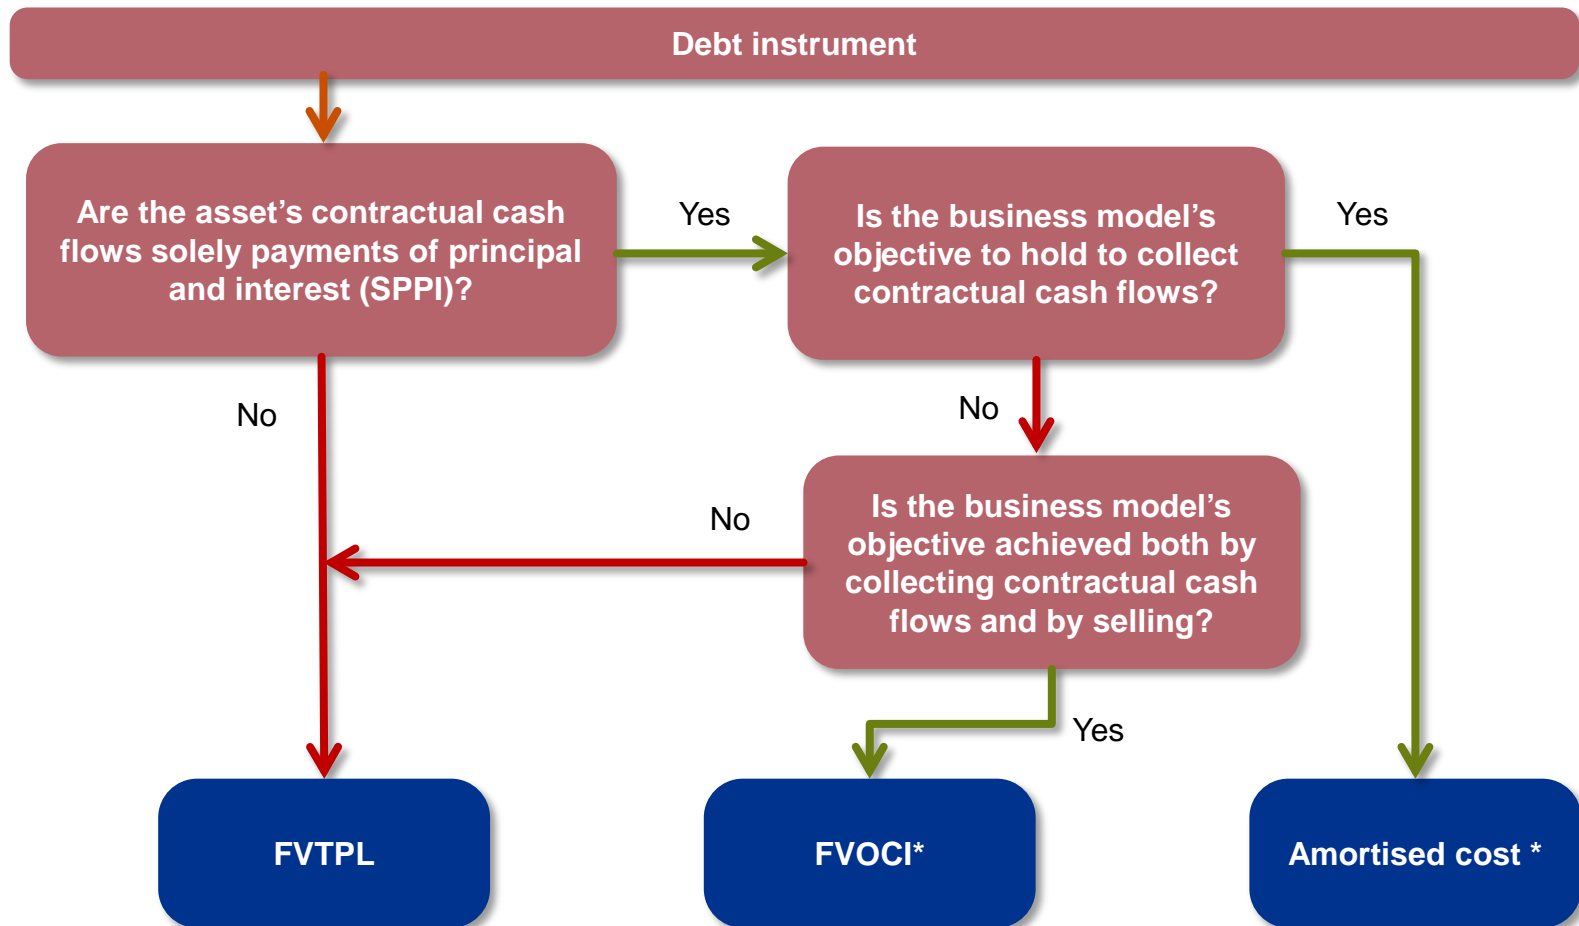 Debt instrument
Are the asset’s contractual cash
flows solely payments of principal
and interest (SPPI)?
Yes
Is the business model’s
objective to hold to collect
contractual cash flows?
Yes
No
No
Is the business model’s
objective achieved both by
collecting contractual cash
flows and by selling?
No
Yes
FVTPL
FVOCI*
Amortised cost *